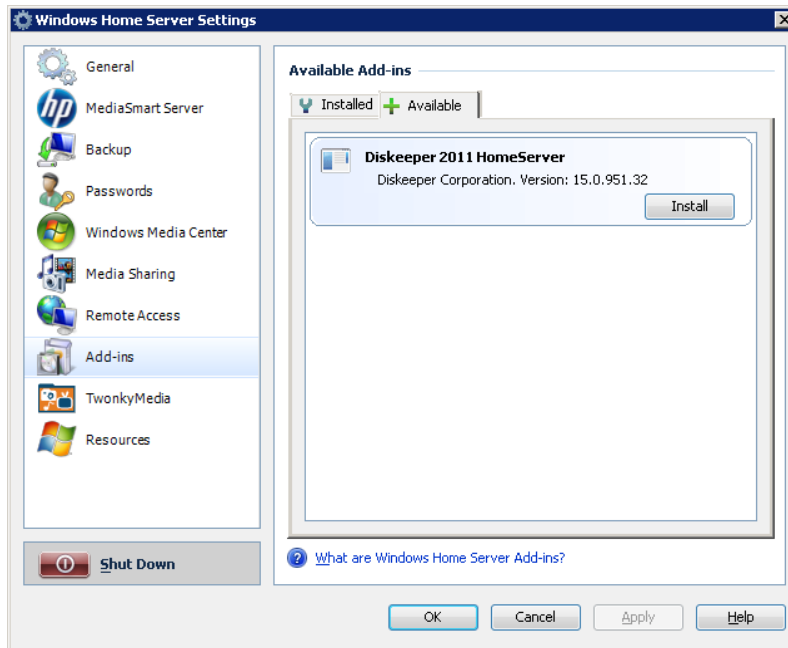 Windows Home Server Settings
General
MediaSmart Server
Backup
Passwords
Windows Media Center
Media Sharing
Remote Access
Add-ins
TwonkyMedia
Resources
Shut Down
Available Add-ins
Installed
Available
Diskeeper 2011 HomeServer
Diskeeper Corporation. Version: 15.0.951.32
Install
What are Windows Home Server Add-ins?
OK
Cancel
Apply
Help
hp